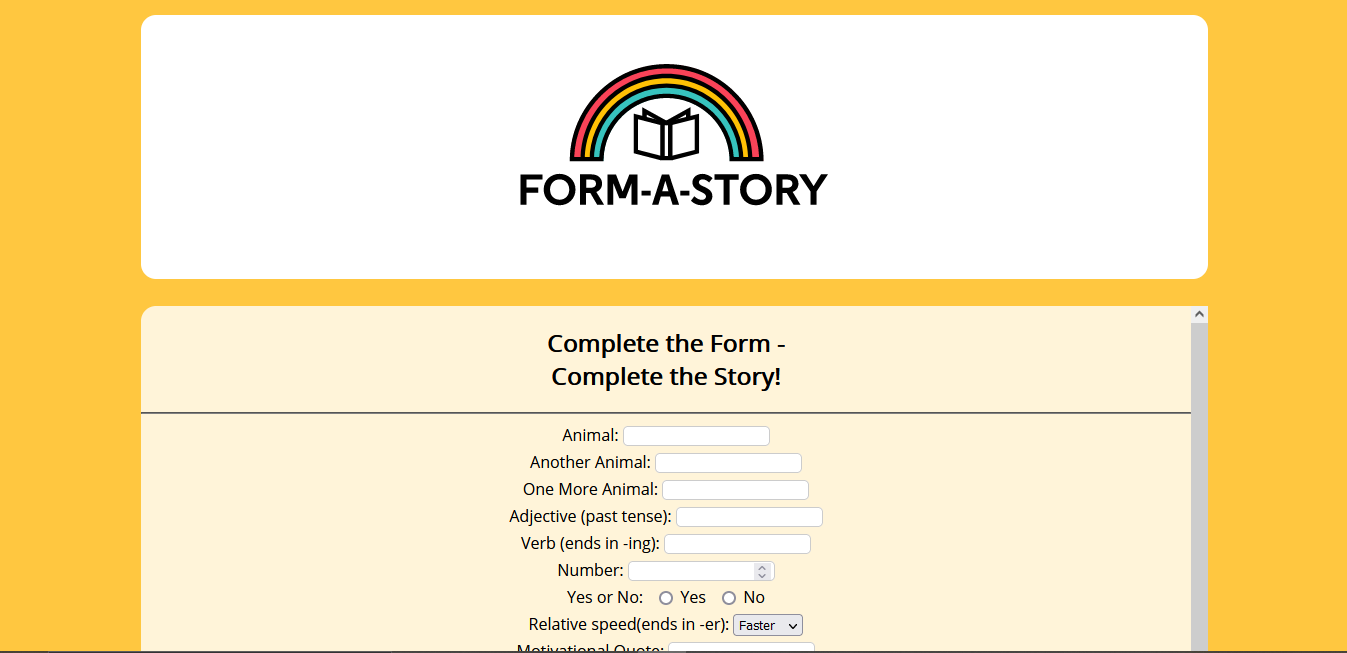 FORM-A-STORY
Complete the Form -
Complete the Story!
Animal:
Another Animal:
One More Animal:
Adjective (past tense):
Verb (ends in -ing):
Number:
Yes or No: Yes No
Relative speed(ends in -er): Faster
Motivational Quote: